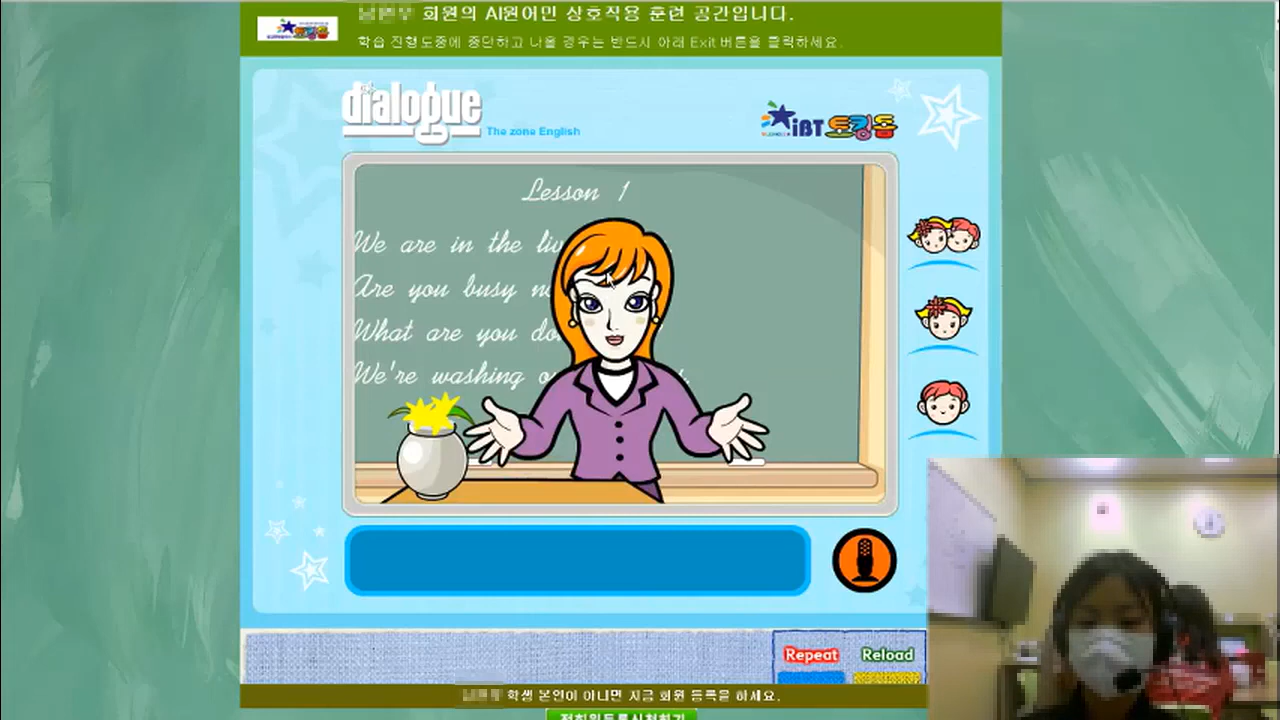 회원의 AI원어민 상호작용 훈련 공간입니다.
학습 진행도중에 중단하고 나올 경우는 반드시 아래 Exit 버튼을 클릭하세요.
dialogue
The zone English
iBT 토킹톱
Lesson 1
We are in the
Are you busy
What are you
We're washing
Repeat
Reload
학생 본인이 아니면 지금 회원 등록을 하세요.